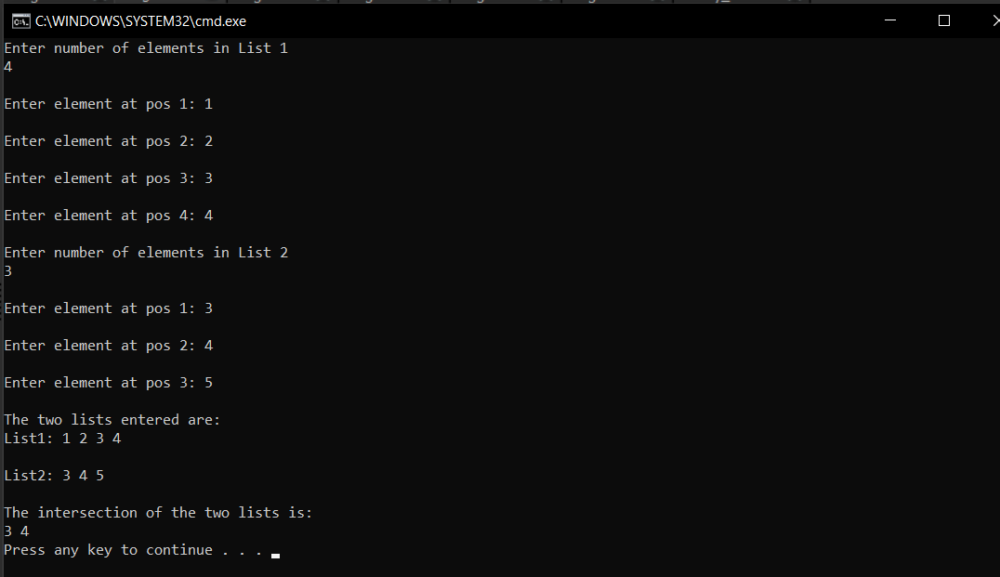 C:\WINDOWS\SYSTEM32\cmd.exe
Enter number of elements in List 1
4
Enter element at pos 1: 1
Enter element at pos 2: 2
Enter element at pos 3: 3
Enter element at pos 4: 4
Enter number of elements in List 2
3
Enter element at pos 1: 3
Enter element at pos 2: 4
Enter element at pos 3: 5
The two lists entered are:
List1: 1 2 3 4
List2: 3 4 5
The intersection of the two lists is:
3 4
Press any key to continue . . .